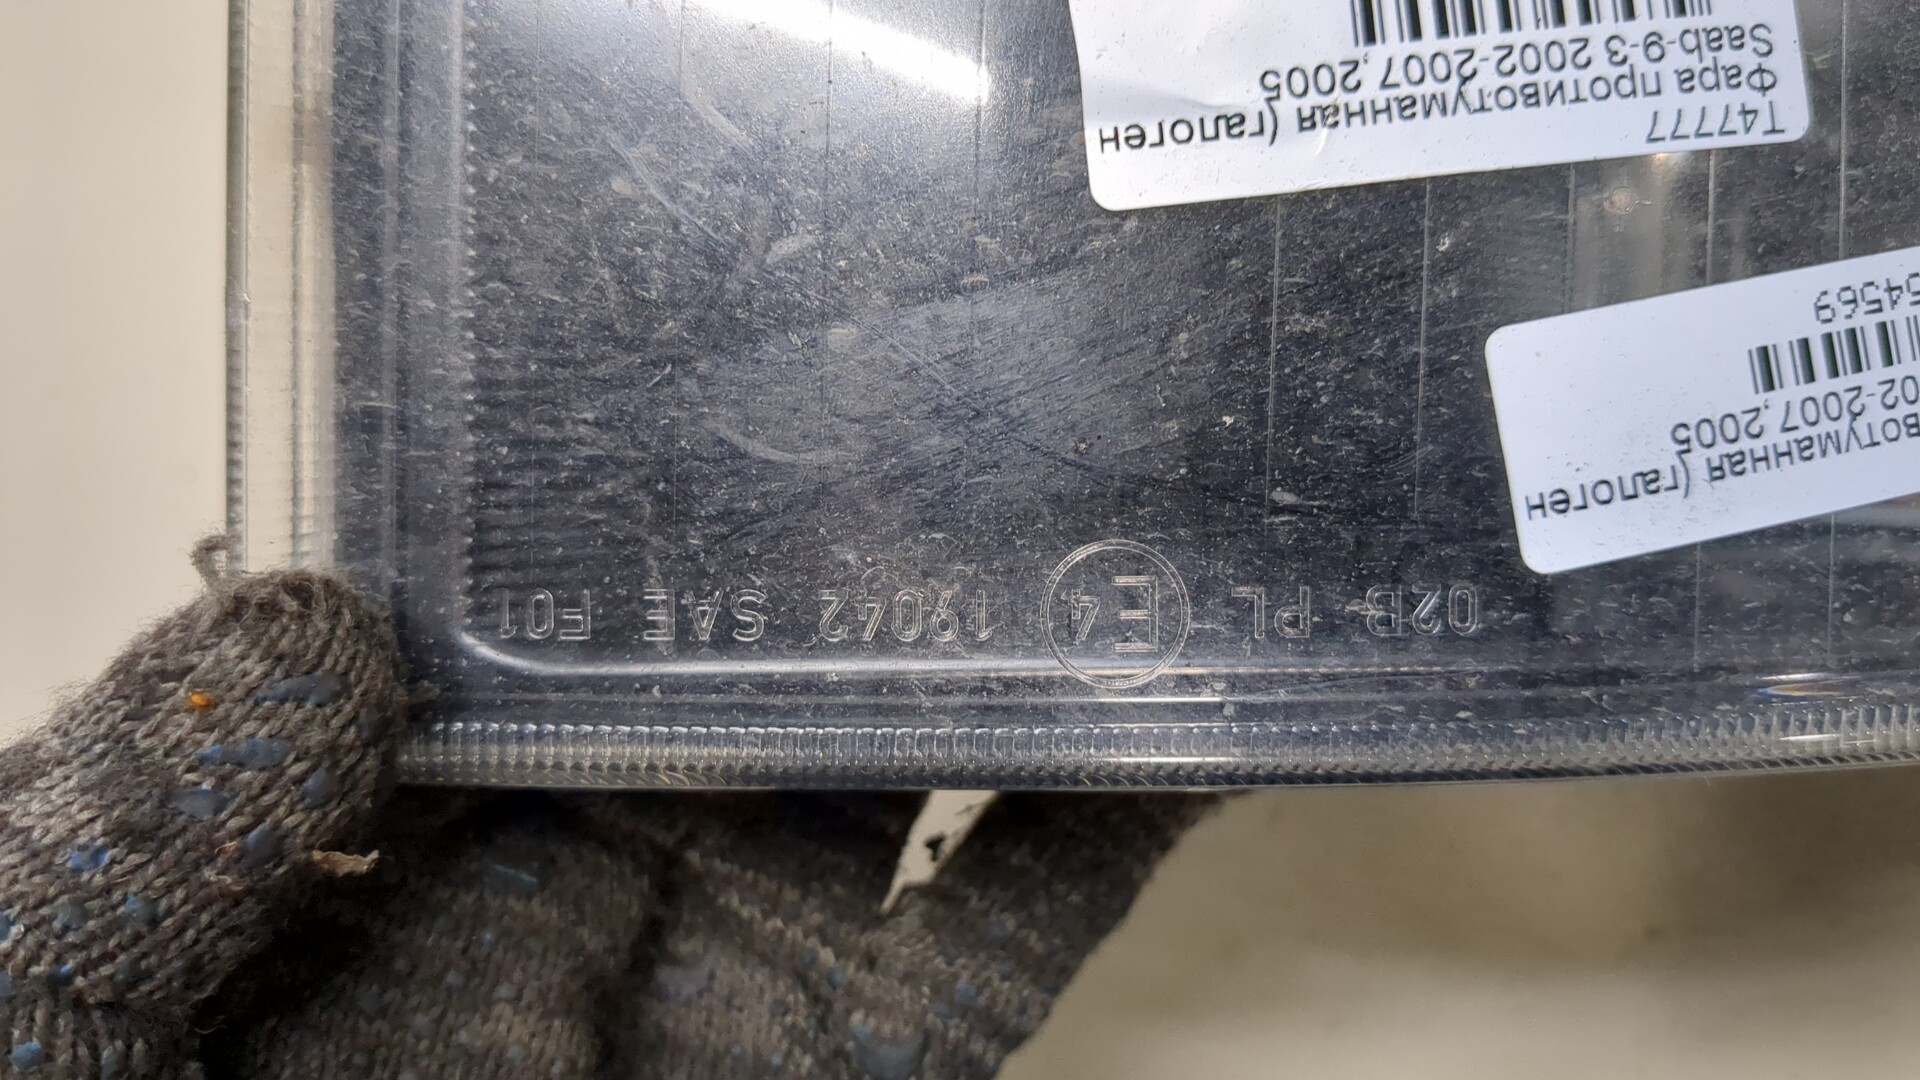 02B PL E4 19042 SAE F01
T47777
Фара противотуманная (галоген
Saab-9-3 2002-2007, 2005
вотуманная (галоген
02-2007, 2005
54569